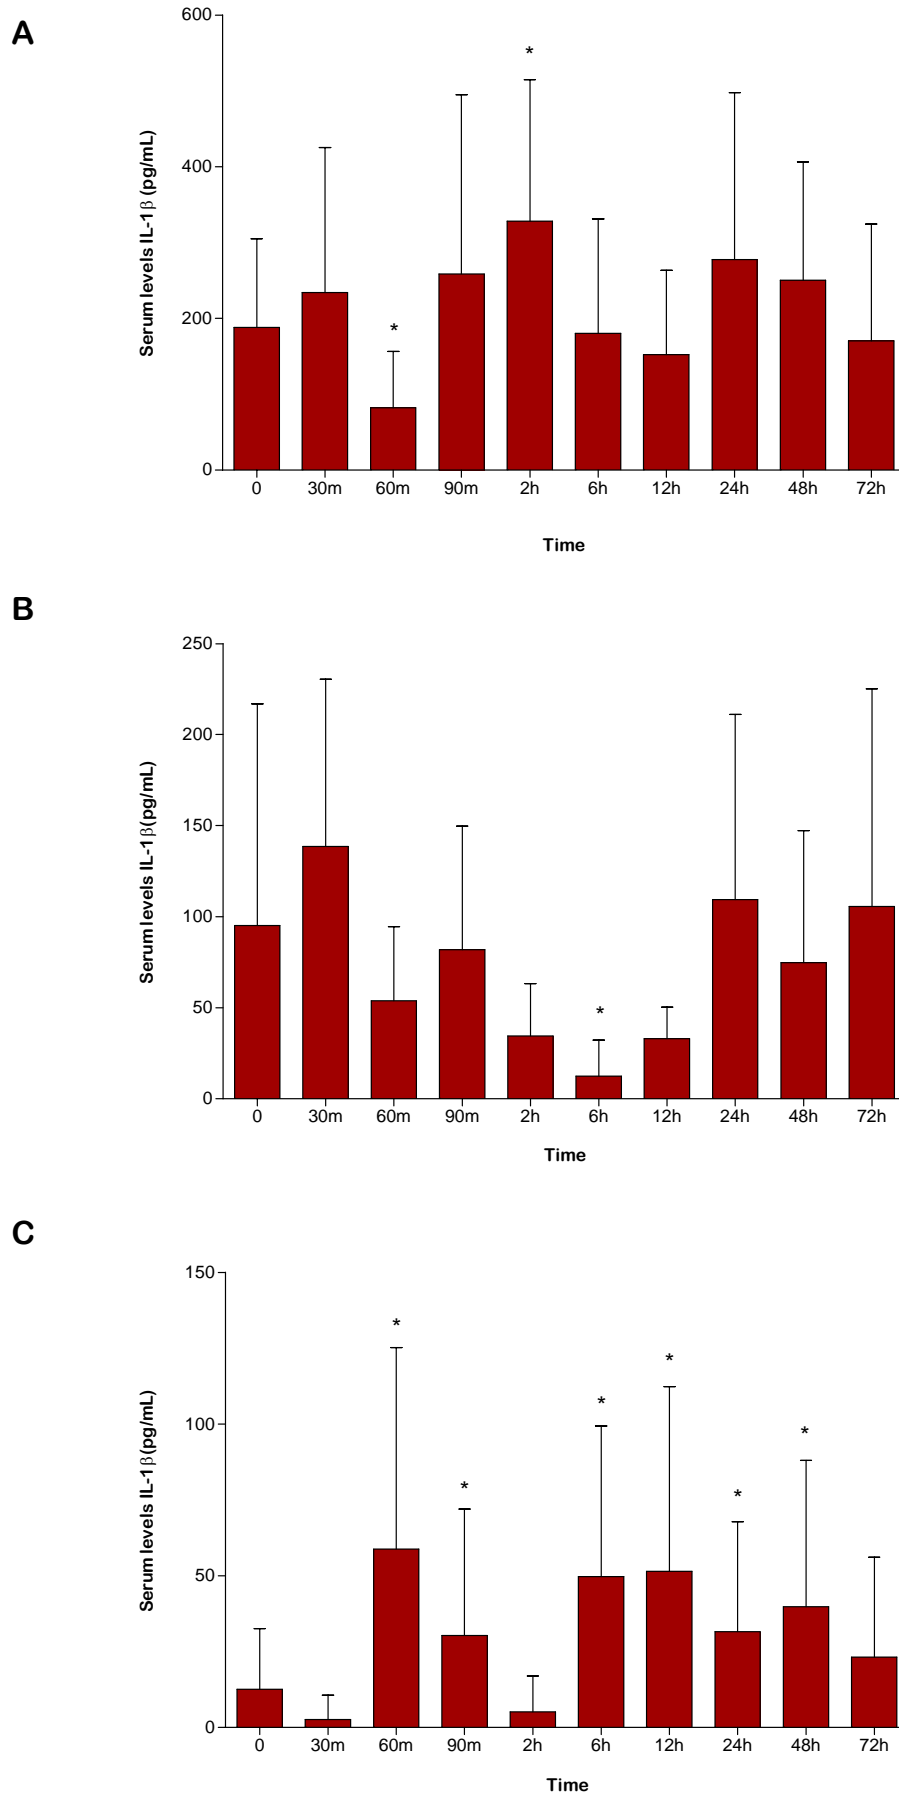 A
600
400
200
0
*
*
Serum levels IL-1β (pg/mL)
0 30m 60m 90m 2h 6h 12h 24h 48h 72h
Time
B
250
200
150
100
50
0
*
Serum levels IL-1β(pg/mL)
0 30m 60m 90m 2h 6h 12h 24h 48h 72h
Time
C
150
100
50
0
*
*
*
*
*
*
Serum levels IL-1β(pg/mL)
0 30m 60m 90m 2h 6h 12h 24h 48h 72h
Time